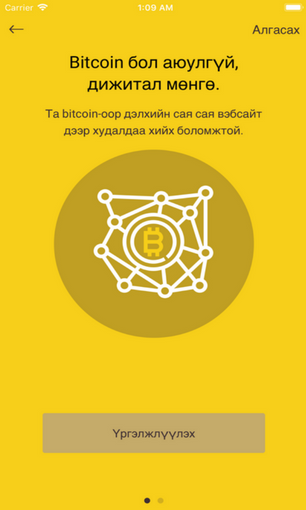 Carrier 1:09 AM
Алгасах
Bitcoin бол аюулгүй,
дижитал мөнгө.
Та bitcoin-оор дэлхийн сая сая вэбсайт
дээр худалдаа хийх боломжтой.
Үргэлжлүүлэх